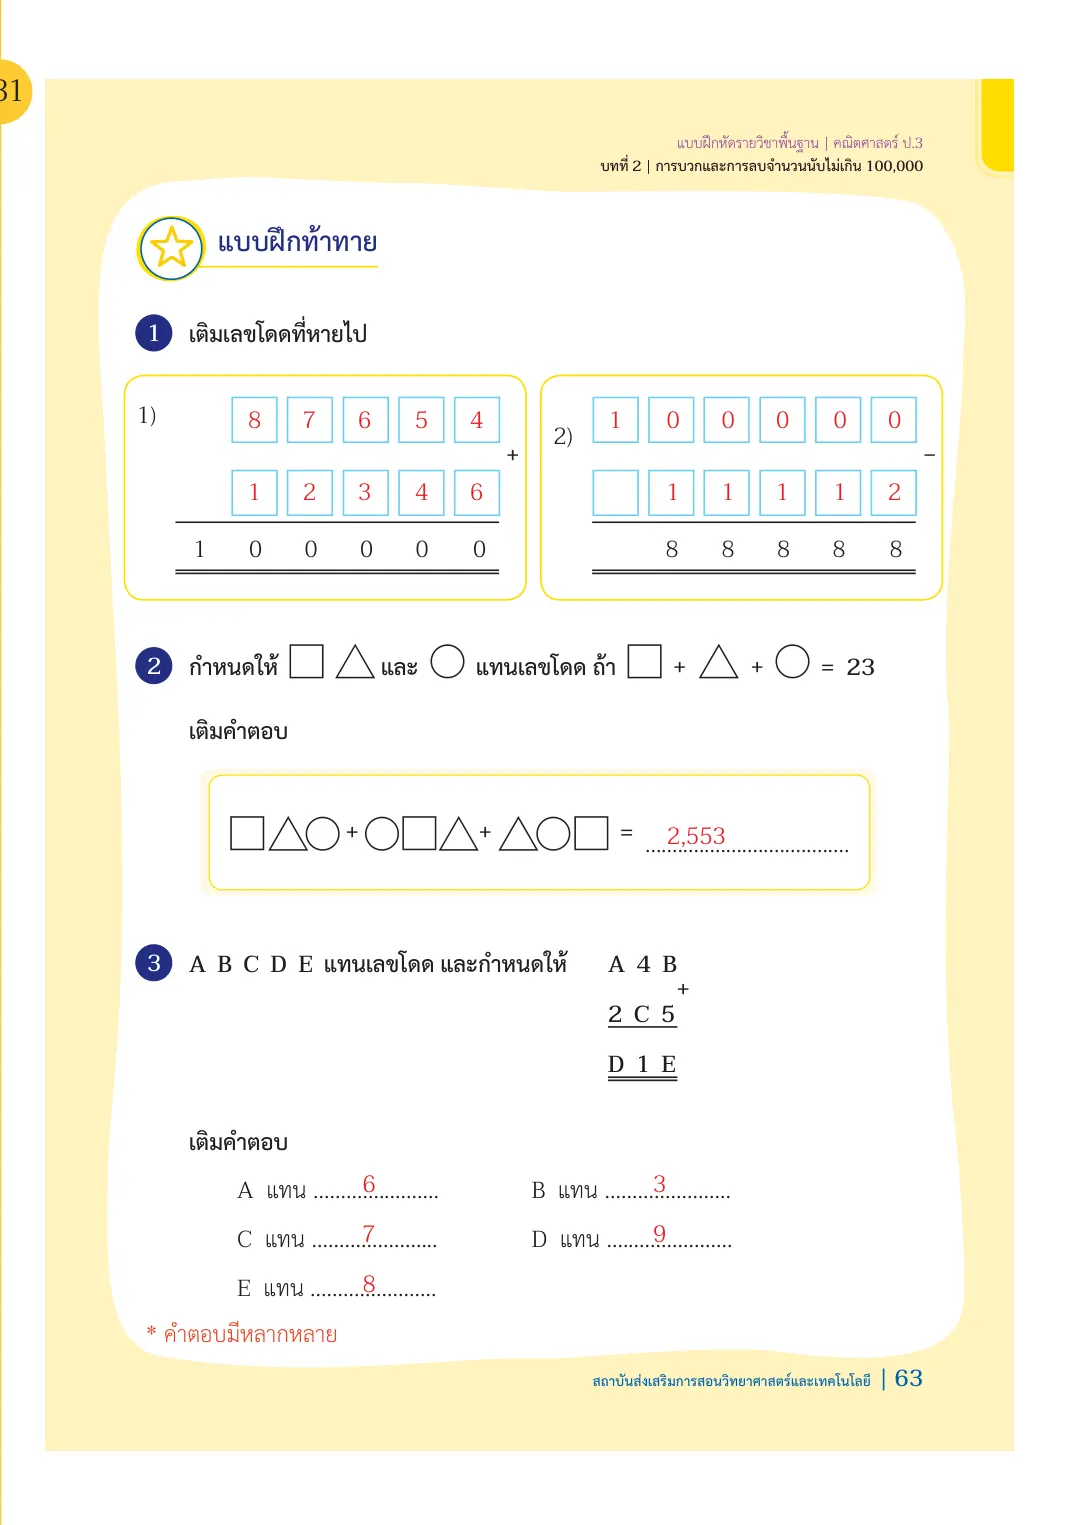 31
แบบฝึกหัดรายวิชาพื้นฐาน | คณิตศาสตร์ ป.3
บทที่ 2 | การบวกและการลบจำนวนนับไม่เกิน 100,000
แบบฝึกท้าทาย
1 เติมเลขโดดที่หายไป
1) 8 7 6 5 4
+
1 2 3 4 6
1 0 0 0 0 0
2) 1 0 0 0 0 0
−
1 1 1 1 2
8 8 8 8 8
2 กำหนดให้ □ △ และ ○ แทนเลขโดด ถ้า □ + △ + ○ = 23
เติมคำตอบ
□△○ + ○□△ + △○□ = 2,553
3 A B C D E แทนเลขโดด และกำหนดให้ A 4 B
+
2 C 5
D 1 E
เติมคำตอบ
A แทน ....................... 6 B แทน ....................... 3
C แทน ....................... 7 D แทน ....................... 9
E แทน ....................... 8
* คำตอบมีหลากหลาย
สถาบันส่งเสริมการสอนวิทยาศาสตร์และเทคโนโลยี | 63